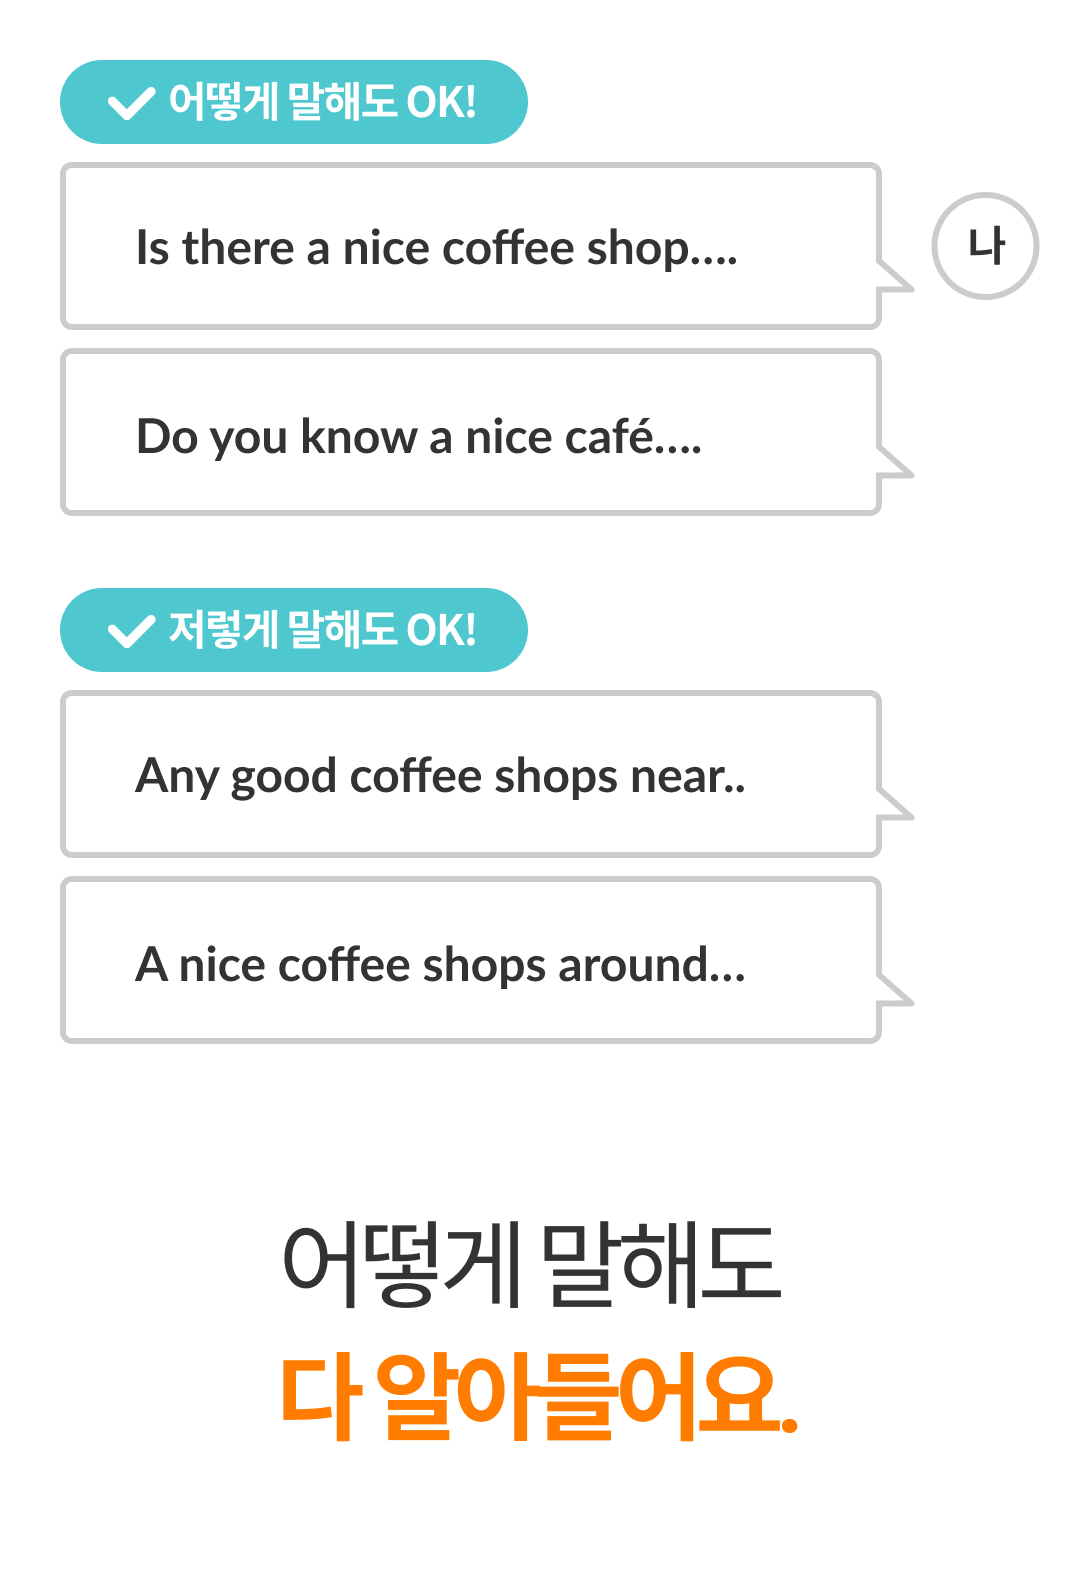 어떻게 말해도 OK!
Is there a nice coffee shop....
나
Do you know a nice café....
저렇게 말해도 OK!
Any good coffee shops near..
A nice coffee shops around...
어떻게 말해도
다 알아들어요.